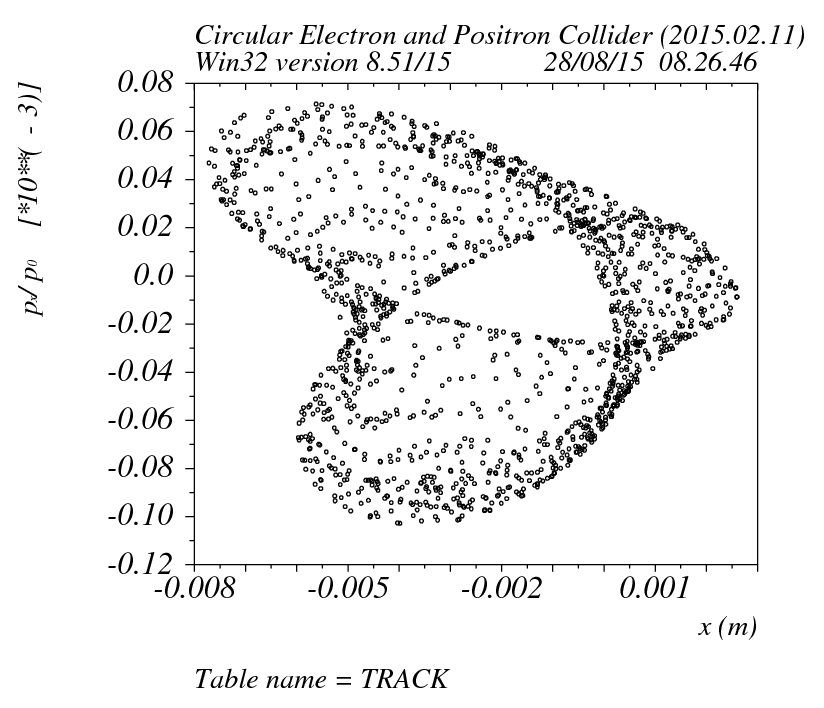 Circular Electron and Positron Collider (2015.02.11)
Win32 version 8.51/15 28/08/15 08.26.46
0.08
0.06
0.04
0.02
0.0
-0.02
-0.04
-0.06
-0.08
-0.10
-0.12
px/ p0 [*10**( - 3)]
-0.008 -0.005 -0.002 0.001
x (m)
Table name = TRACK